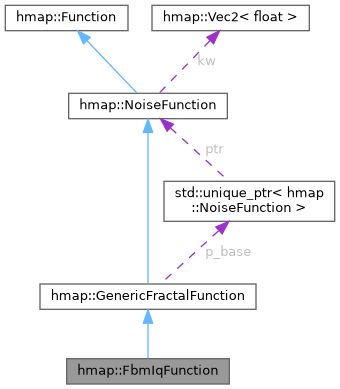 hmap::Function
hmap::Vec2< float >
kw
hmap::NoiseFunction
ptr
std::unique_ptr< hmap
::NoiseFunction >
p_base
hmap::GenericFractalFunction
hmap::FbmIqFunction